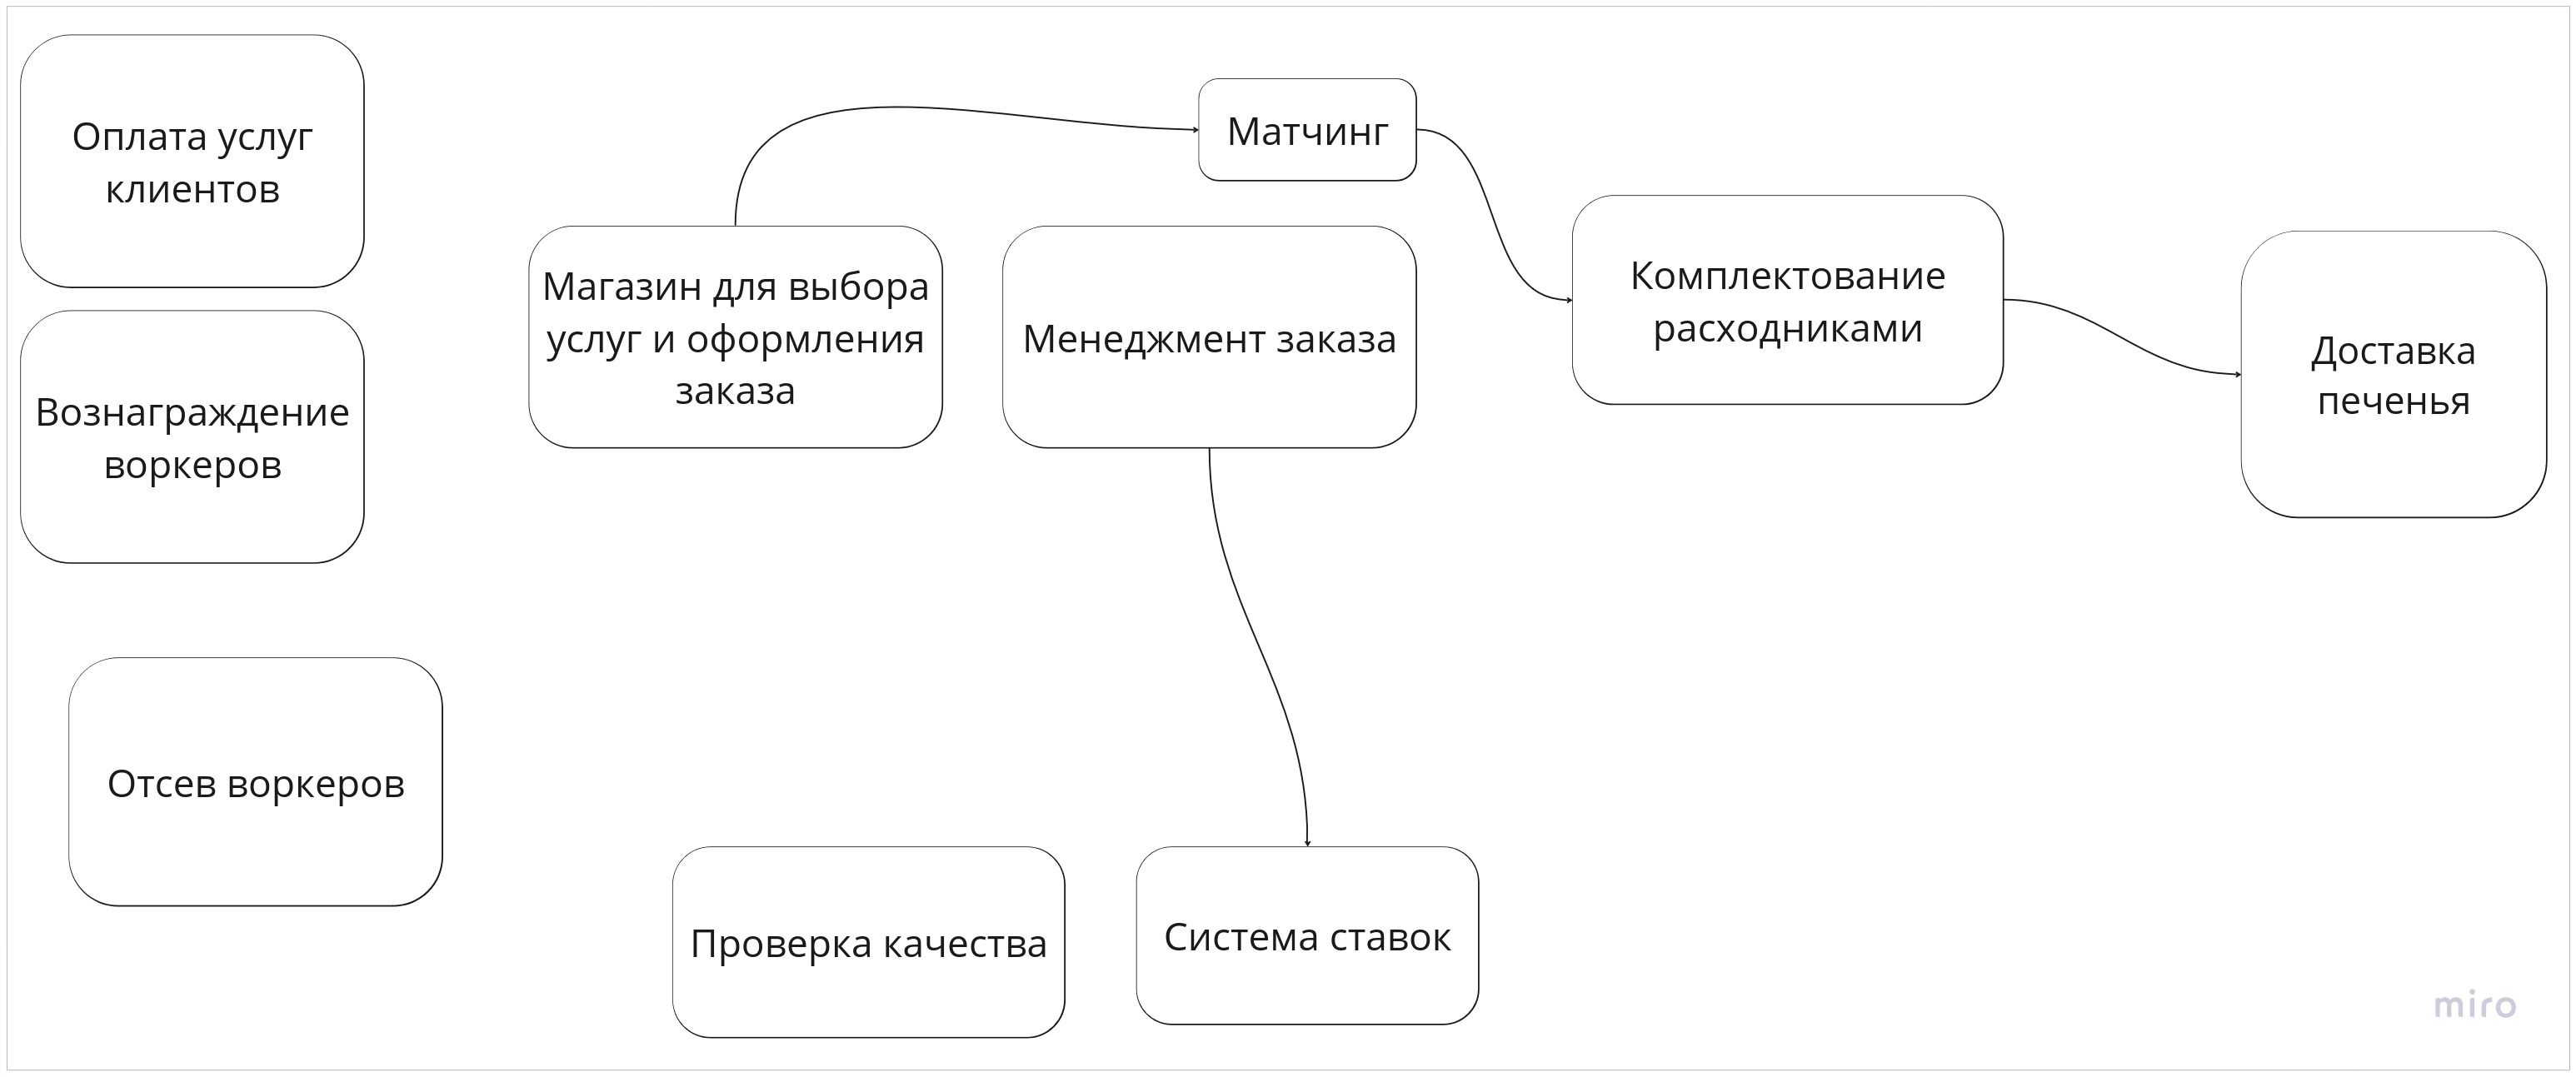 Оплата услуг
клиентов
Вознаграждение
воркеров
Отсев воркеров
Магазин для выбора
услуг и оформления
заказа
Матчинг
Менеджмент заказа
Комплектование
расходниками
Доставка
печенья
Проверка качества
Система ставок
miro